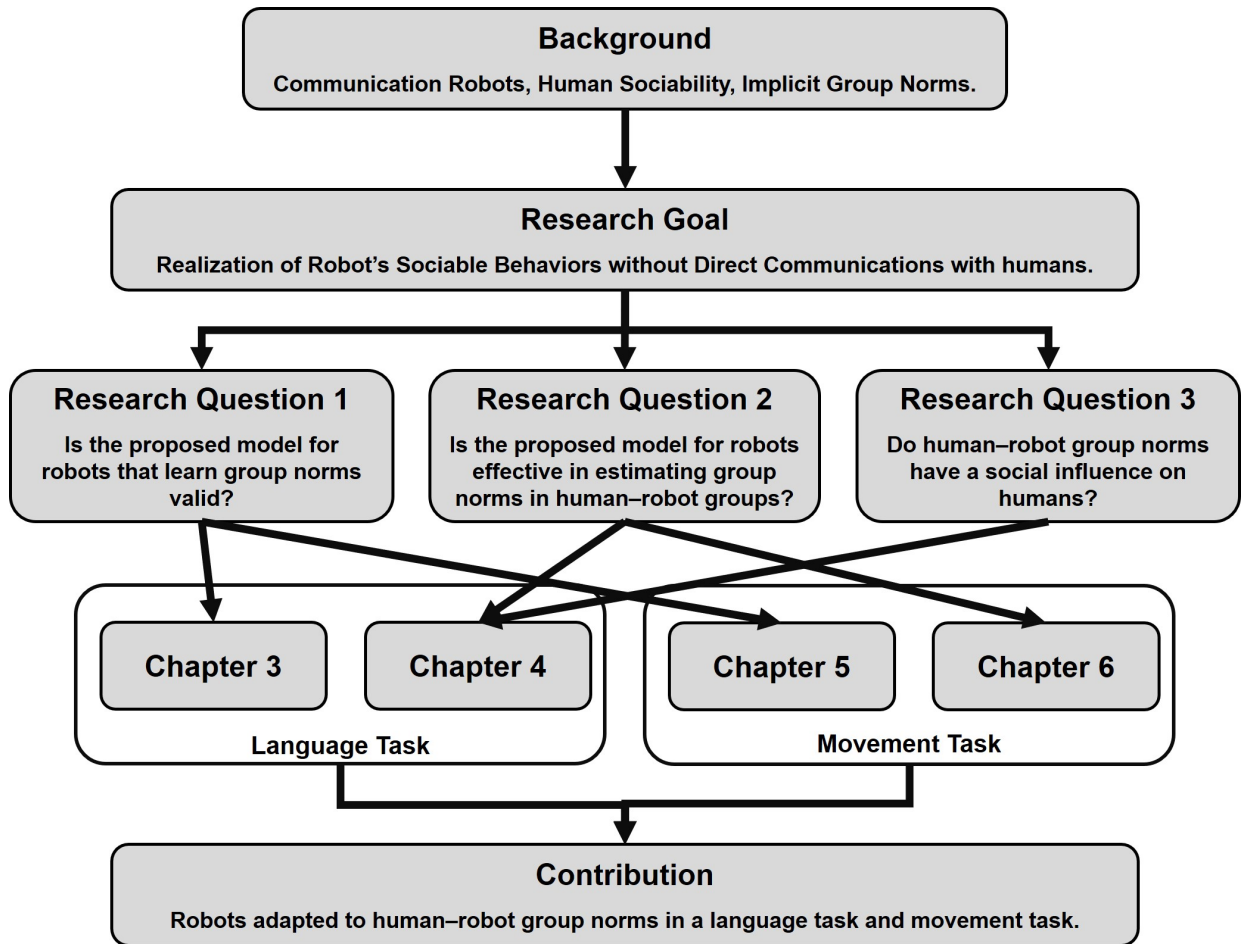 Background
Communication Robots, Human Sociability, Implicit Group Norms.
Research Goal
Realization of Robot's Sociable Behaviors without Direct Communications with humans.
Research Question 1
Is the proposed model for
robots that learn group norms
valid?
Research Question 2
Is the proposed model for robots
effective in estimating group
norms in human–robot groups?
Research Question 3
Do human–robot group norms
have a social influence on
humans?
Chapter 3
Chapter 4
Language Task
Chapter 5
Chapter 6
Movement Task
Contribution
Robots adapted to human–robot group norms in a language task and movement task.